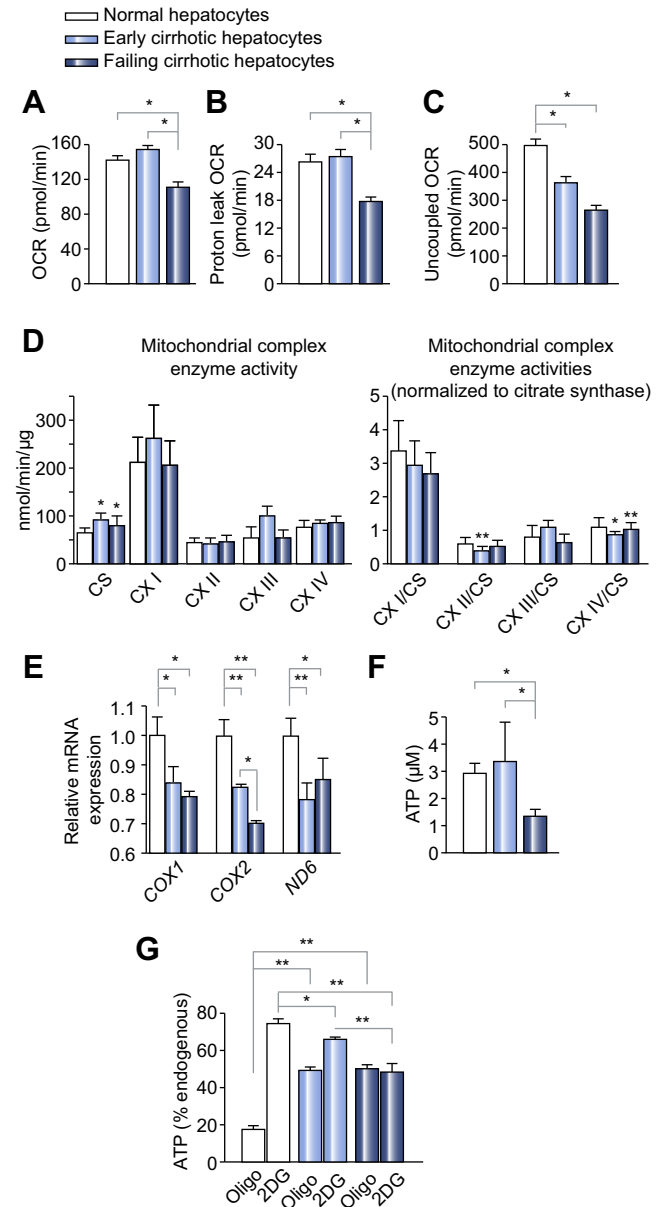 Normal hepatocytes
Early cirrhotic hepatocytes
Failing cirrhotic hepatocytes
A
B
C
* * * * * *
OCR (pmol/min)
160
120
80
40
0
Proton leak OCR
(pmol/min)
30
24
18
12
6
0
Uncoupled OCR
(pmol/min)
500
400
300
200
100
0
D
Mitochondrial complex
enzyme activity
nmol/min/µg
300
200
100
0
* *
CS
CX I
CX II
CX III
CX IV
Mitochondrial complex
enzyme activities
(normalized to citrate synthase)
5
4
3
2
1
0
** * **
CX I/CS
CX II/CS
CX III/CS
CX IV/CS
E
* ** *
* ** **
*
Relative mRNA
expression
1.1
1.0
0.9
0.8
0.7
0.6
COX1
COX2
ND6
F
*
*
ATP (µM)
5
4
3
2
1
0
G
**
**
**
*
**
ATP (% endogenous)
80
60
40
20
0
Oligo
2DG
Oligo
2DG
Oligo
2DG